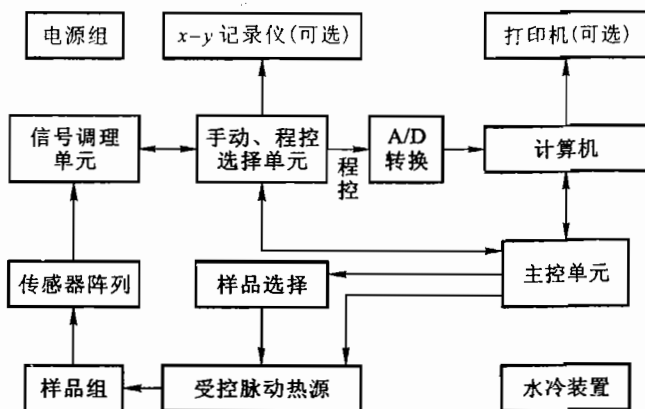 电源组
x-y 记录仪(可选)
打印机(可选)
信号调理
单元
手动、程控
选择单元
程控
A/D
转换
计算机
传感器阵列
样品选择
主控单元
样品组
受控脉动热源
水冷装置